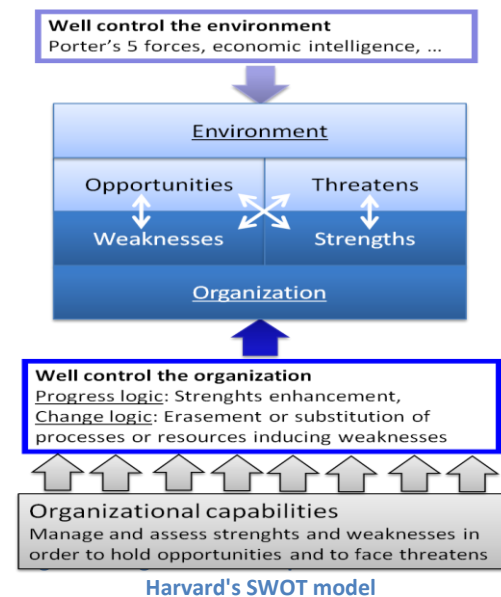 Well control the environment
Porter's 5 forces, economic intelligence, ...
Environment
Opportunities
Threatens
Weaknesses
Strengths
Organization
Well control the organization
Progress logic: Strenghts enhancement,
Change logic: Erasement or substitution of
processes or resources inducing weaknesses
Organizational capabilities
Manage and assess strenghts and weaknesses in
order to hold opportunities and to face threatens
Harvard's SWOT model